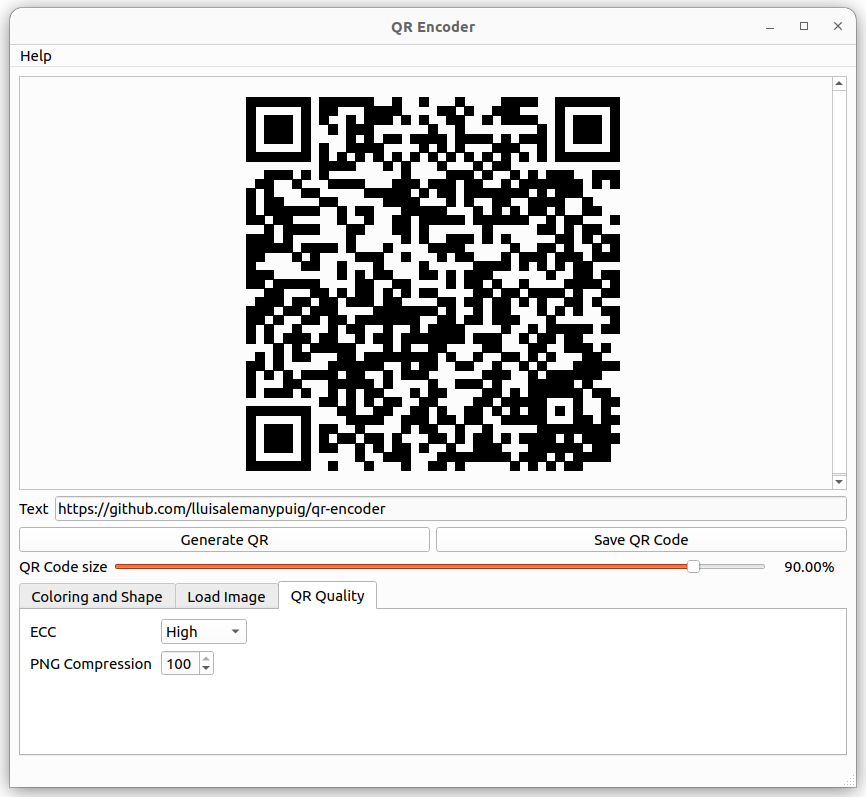 QR Encoder
Help
Text https://github.com/lluisalemanypuig/qr-encoder
Generate QR Save QR Code
QR Code size 90.00%
Coloring and Shape Load Image QR Quality
ECC High
PNG Compression 100